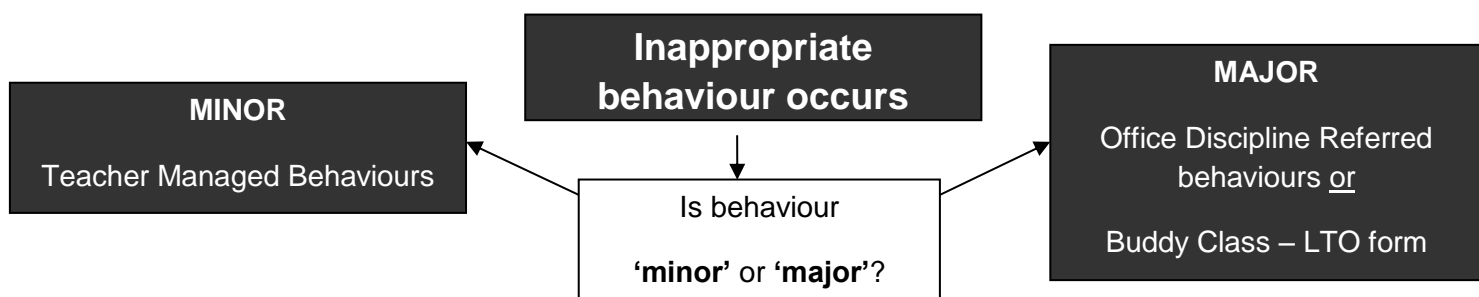 Inappropriate
behaviour occurs
MINOR
Teacher Managed Behaviours
Is behaviour
‘minor’ or ‘major’?
MAJOR
Office Discipline Referred
behaviours or
Buddy Class – LTO form